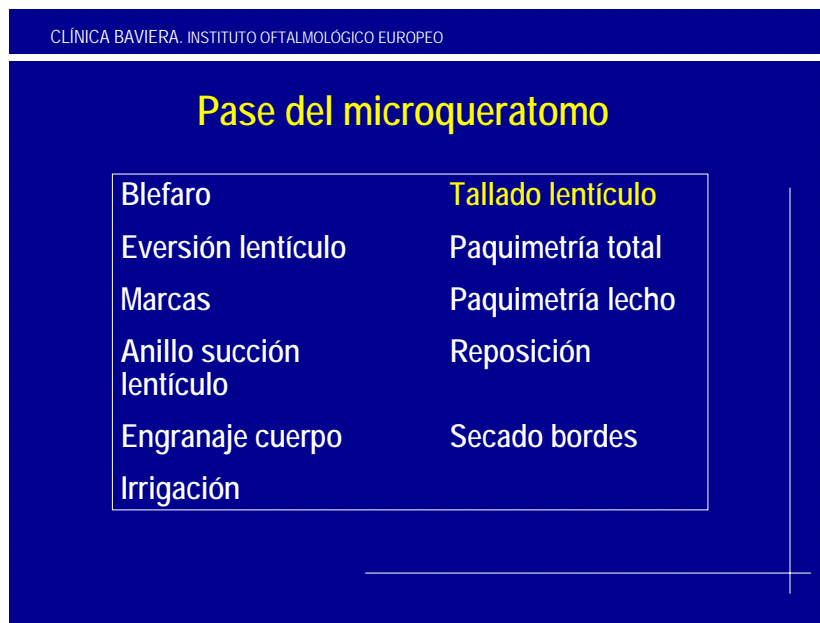 CLÍNICA BAVIERA. INSTITUTO OFTALMOLÓGICO EUROPEO
Pase del microqueratomo
Blefaro
Tallado lentículo
Eversión lentículo
Paquimetría total
Marcas
Paquimetría lecho
Anillo succión
lentículo
Reposición
Engranaje cuerpo
Secado bordes
Irrigación